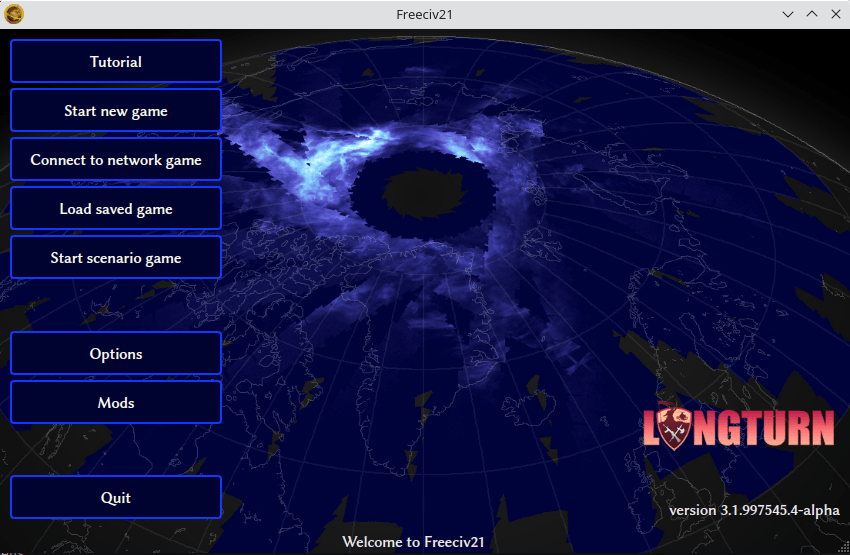 Freeciv21
Tutorial
Start new game
Connect to network game
Load saved game
Start scenario game
Options
Mods
LONGTURN
Quit
version 3.1.997545.4-alpha
Welcome to Freeciv21